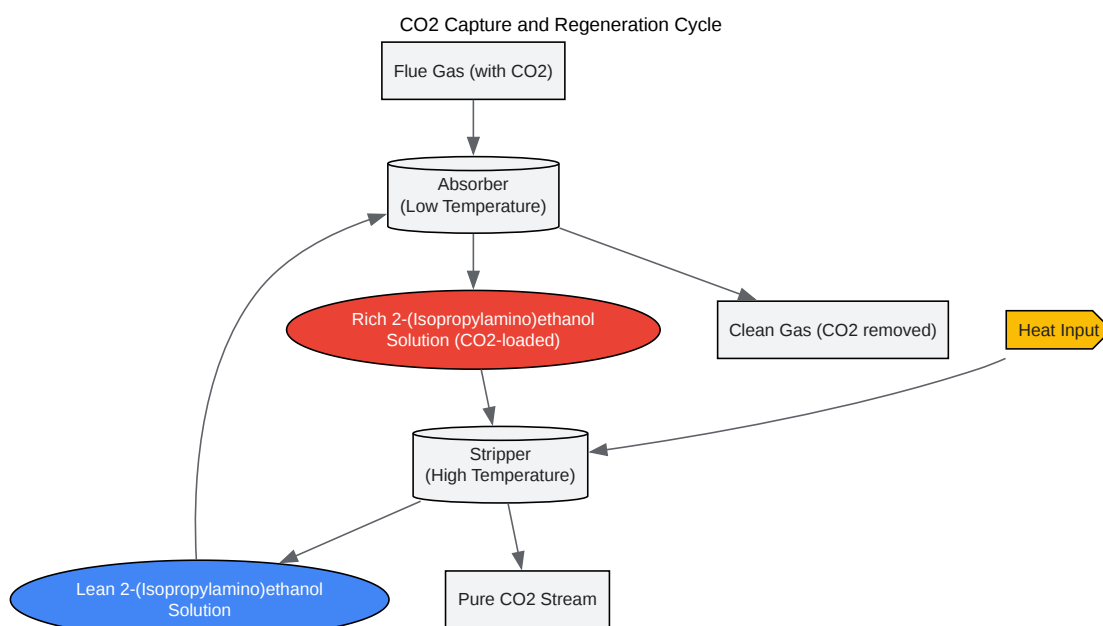 CO2 Capture and Regeneration Cycle
Flue Gas (with CO2)
Absorber
(Low Temperature)
Rich 2-(Isopropylamino)ethanol
Solution (CO2-loaded)
Clean Gas (CO2 removed)
Heat Input
Stripper
(High Temperature)
Lean 2-(Isopropylamino)ethanol
Solution
Pure CO2 Stream